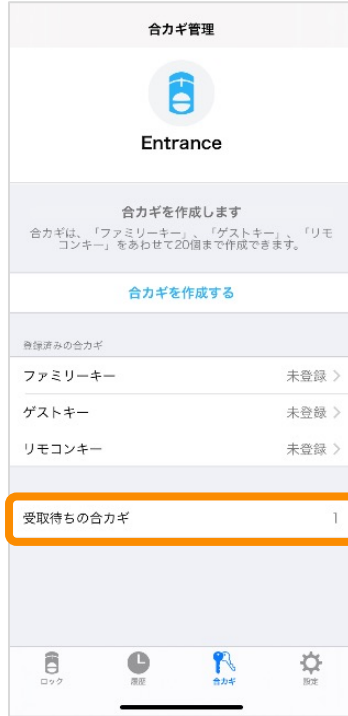 合カギ管理
Entrance
合カギを作成します
合カギは、「ファミリーキー」、「ゲストキー」、「リモ
コンキー」をあわせて20個まで作成できます。
合カギを作成する
登録済みの合カギ
ファミリーキー 未登録
ゲストキー 未登録
リモコンキー 未登録
受取待ちの合カギ 1
ロック 履歴 合カギ 設定